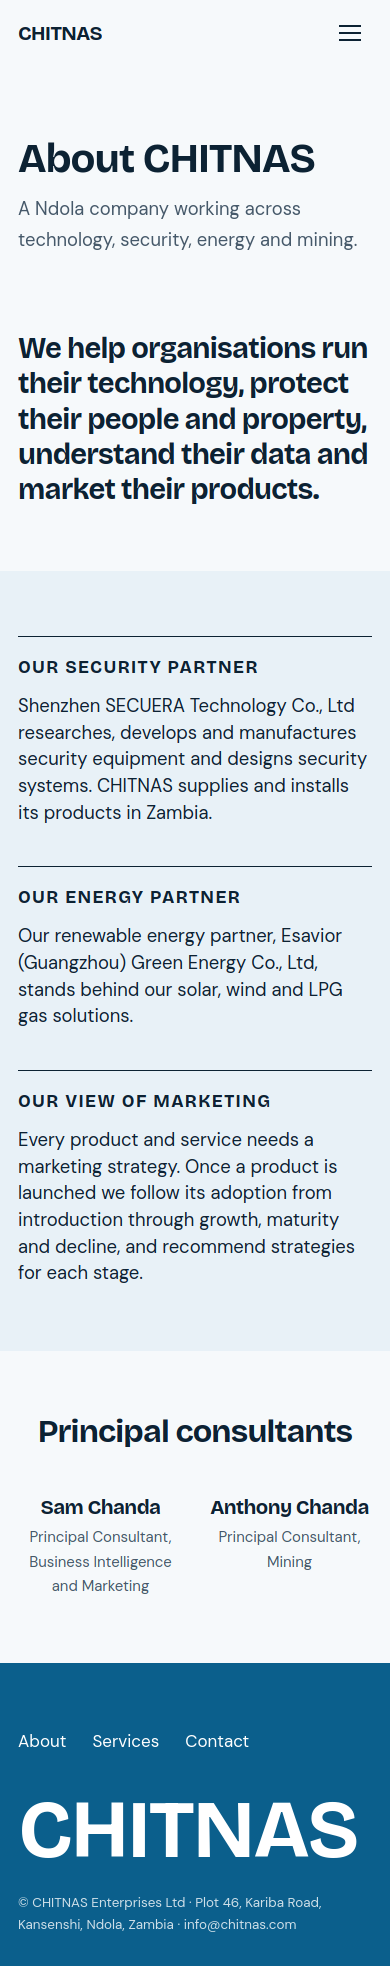 CHITNAS
About CHITNAS
A Ndola company working across
technology, security, energy and mining.
We help organisations run
their technology, protect
their people and property,
understand their data and
market their products.
OUR SECURITY PARTNER
Shenzhen SECUERA Technology Co., Ltd
researches, develops and manufactures
security equipment and designs security
systems. CHITNAS supplies and installs
its products in Zambia.
OUR ENERGY PARTNER
Our renewable energy partner, Esavior
(Guangzhou) Green Energy Co., Ltd,
stands behind our solar, wind and LPG
gas solutions.
OUR VIEW OF MARKETING
Every product and service needs a
marketing strategy. Once a product is
launched we follow its adoption from
introduction through growth, maturity
and decline, and recommend strategies
for each stage.
Principal consultants
Sam Chanda
Principal Consultant,
Business Intelligence
and Marketing
Anthony Chanda
Principal Consultant,
Mining
About Services Contact
CHITNAS
© CHITNAS Enterprises Ltd · Plot 46, Kariba Road,
Kansenshi, Ndola, Zambia · info@chitnas.com